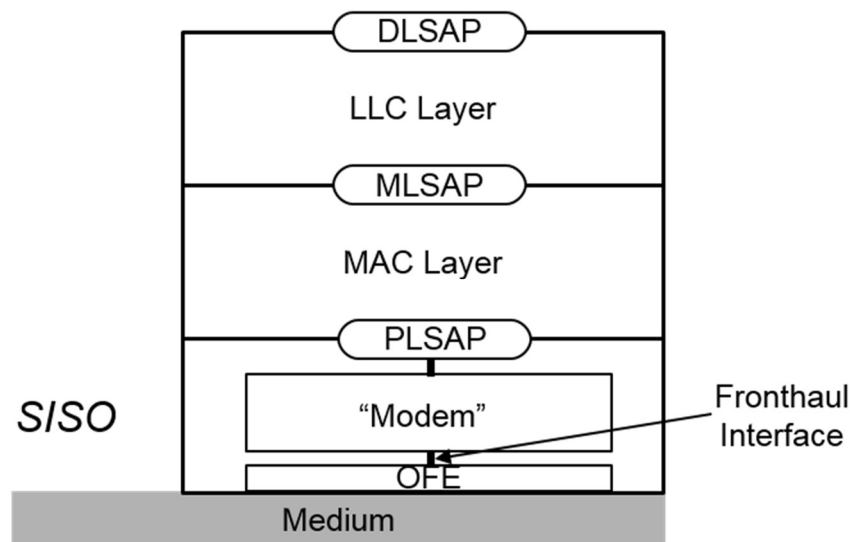 DLSAP
LLC Layer
MLSAP
MAC Layer
PLSAP
SISO
“Modem”
Fronthaul
Interface
OFE
Medium